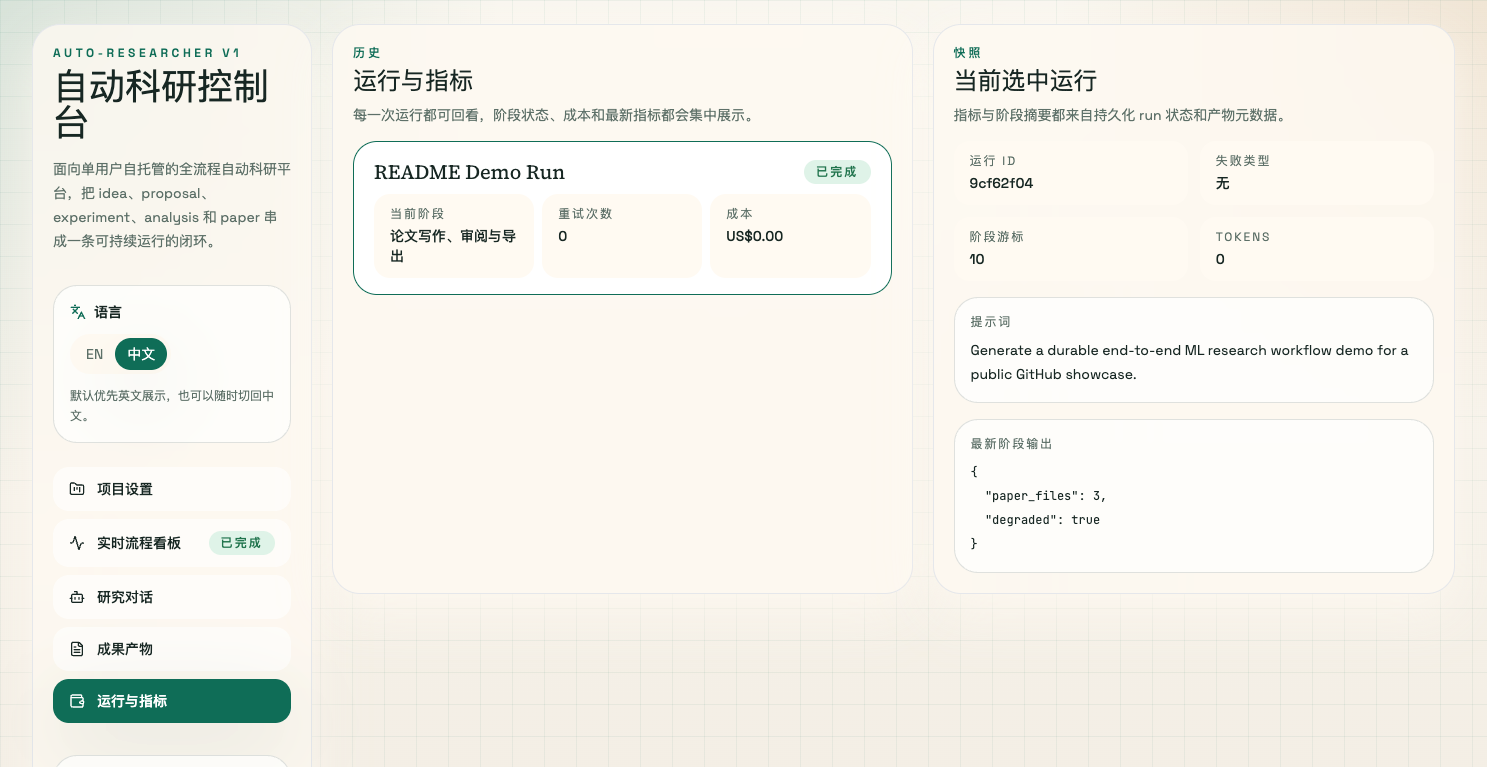 AUTO-RESEARCHER V1
自动科研控制
台
面向单用户自托管的全流程自动科研平
台，把 idea、proposal、
experiment、analysis 和 paper 串
成一条可持续运行的闭环。
语言
EN
中文
默认优先英文展示，也可以随时切回中
文。
项目设置
实时流程看板
已完成
研究对话
成果产物
运行与指标
历史
运行与指标
每一次运行都可回看，阶段状态、成本和最新指标都会集中展示。
README Demo Run
已完成
当前阶段
论文写作、审阅与导
出
重试次数
0
成本
US$0.00
快照
当前选中运行
指标与阶段摘要都来自持久化 run 状态和产物元数据。
运行 ID
9cf62f04
失败类型
无
阶段游标
10
TOKENS
0
提示词
Generate a durable end-to-end ML research workflow demo for a
public GitHub showcase.
最新阶段输出
{
  "paper_files": 3,
  "degraded": true
}